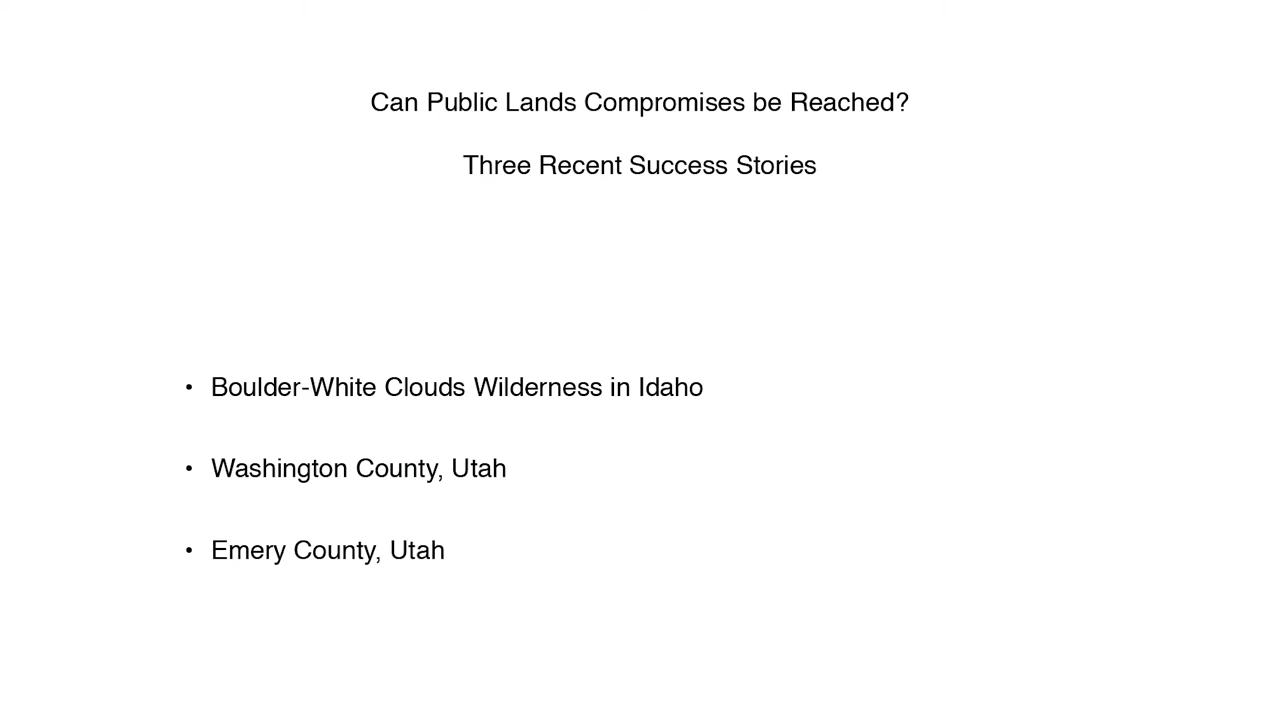 Can Public Lands Compromises be Reached?
Three Recent Success Stories
• Boulder-White Clouds Wilderness in Idaho
• Washington County, Utah
• Emery County, Utah